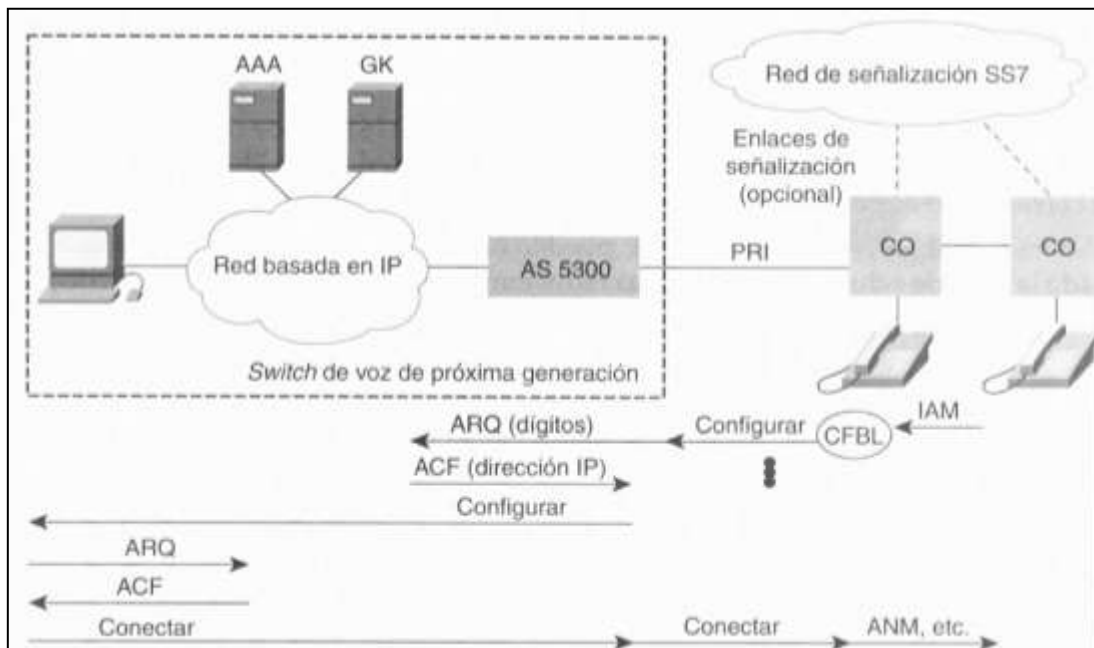 AAA
GK
Red de señalización SS7
Enlaces de
señalización
(opcional)
Red basada en IP
AS 5300
PRI
CO
CO
Switch de voz de próxima generación
ARQ (dígitos)
Configurar
CFBL
IAM
ACF (dirección IP)
Configurar
ARQ
ACF
Conectar
Conectar
ANM, etc.